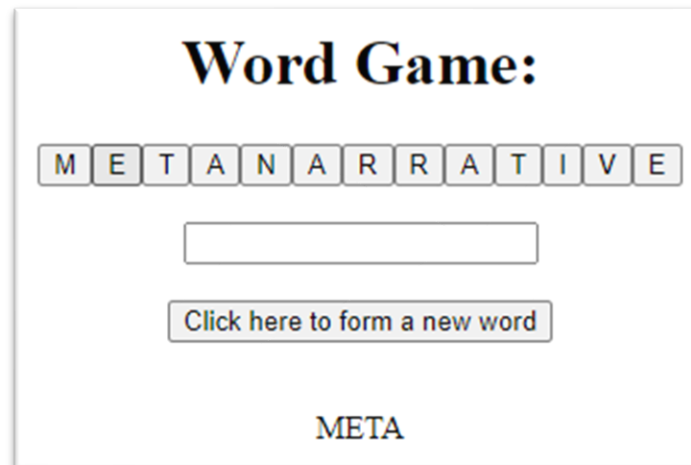 Word Game:
M E T A N A R R A T I V E
Click here to form a new word
META